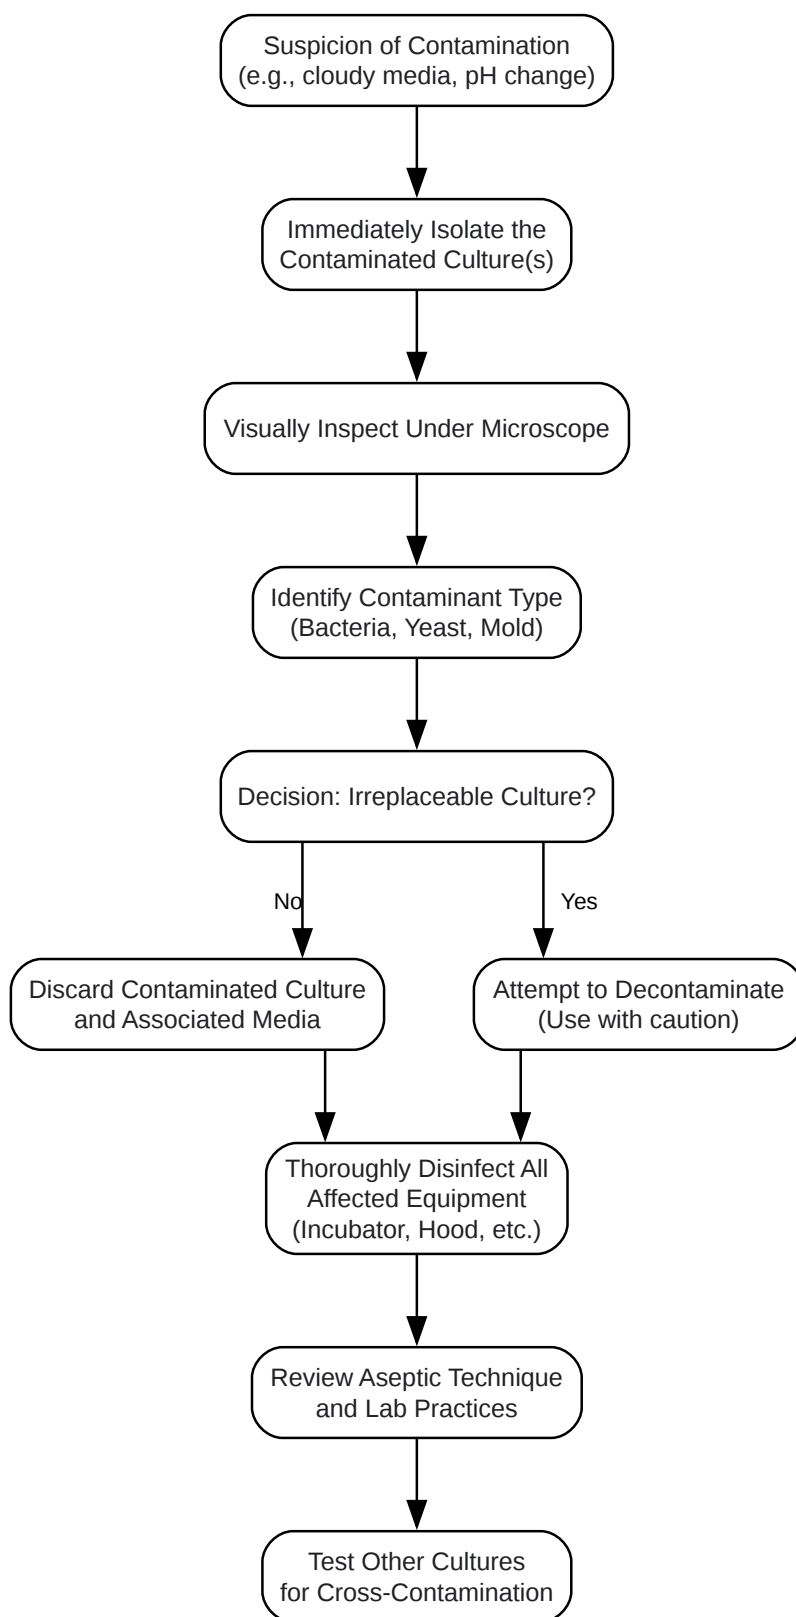 Suspicion of Contamination
(e.g., cloudy media, pH change)
Immediately Isolate the
Contaminated Culture(s)
Visually Inspect Under Microscope
Identify Contaminant Type
(Bacteria, Yeast, Mold)
Decision: Irreplaceable Culture?
No
Yes
Discard Contaminated Culture
and Associated Media
Attempt to Decontaminate
(Use with caution)
Thoroughly Disinfect All
Affected Equipment
(Incubator, Hood, etc.)
Review Aseptic Technique
and Lab Practices
Test Other Cultures
for Cross-Contamination